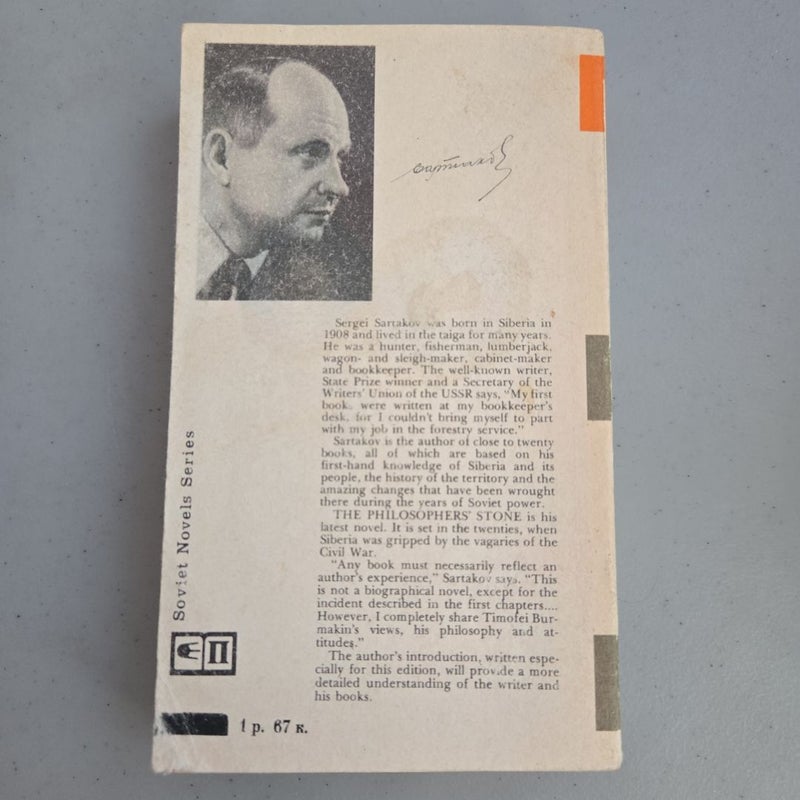 Sartakov
Sergei Sartakov was born in Siberia in
1908 and lived in the taiga for many years.
He was a hunter, fisherman, lumberjack,
wagon- and sleigh-maker, cabinet-maker
and bookkeeper. The well-known writer,
State Prize winner and a Secretary of the
Writers' Union of the USSR says, "My first
book. were written at my bookkeeper's
desk, for I couldn't bring myself to part
with my job in the forestry service."
Sartakov is the author of close to twenty
books, all of which are based on his
first-hand knowledge of Siberia and its
people, the history of the territory and the
amazing changes that have been wrought
there during the years of Soviet power.
THE PHILOSOPHERS' STONE is his
latest novel. It is set in the twenties, when
Siberia was gripped by the vagaries of the
Civil War.
"Any book must necessarily reflect an
author's experience," Sartakov says. "This
is not a biographical novel, except for the
incident described in the first chapters....
However, I completely share Timofei Bur-
makin's views, his philosophy and at-
titudes."
The author's introduction, written espe-
cially for this edition, will provide a more
detailed understanding of the writer and
his books.
Soviet Novels Series
П
1 р. 67 к.